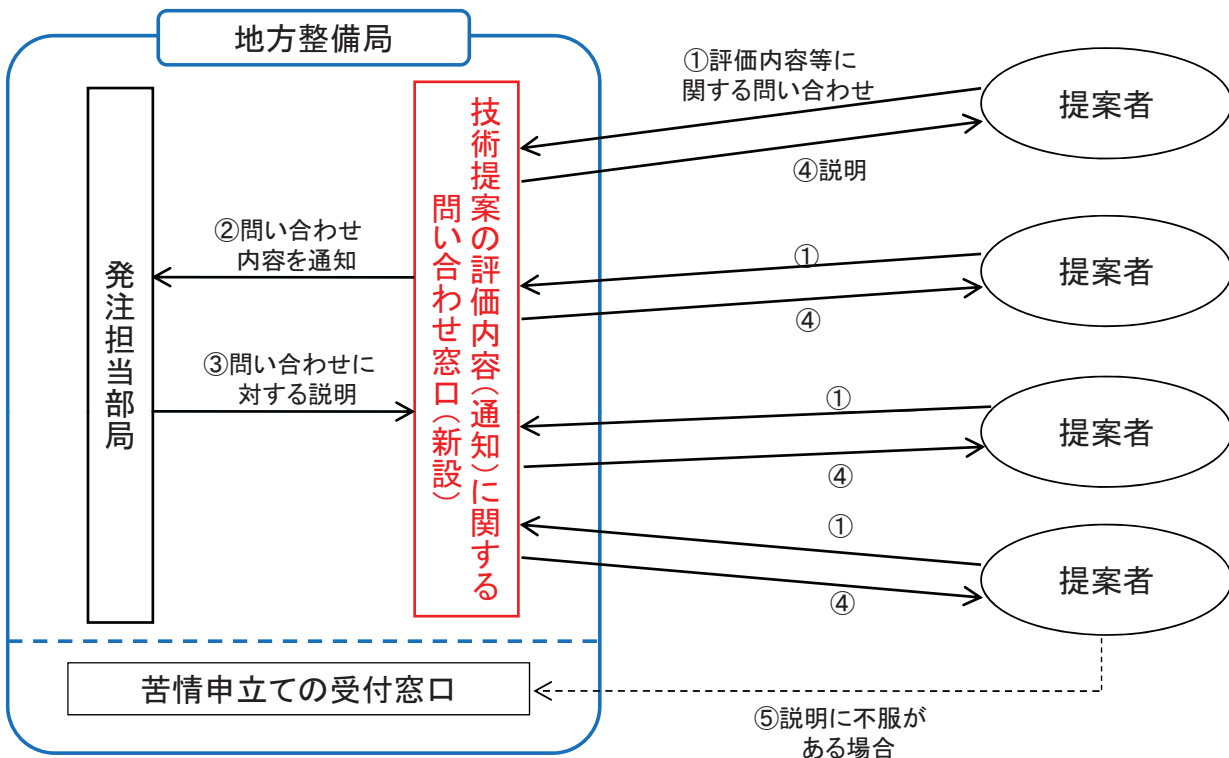 地方整備局
発注担当部局
②問い合わせ
内容を通知
③問い合わせに
対する説明
技術提案の評価内容（通知）に関する
問い合わせ窓口（新設）
①評価内容等に
関する問い合わせ
④説明
提案者
①
④
提案者
①
④
提案者
①
④
提案者
苦情申立ての受付窓口
⑤説明に不服が
ある場合